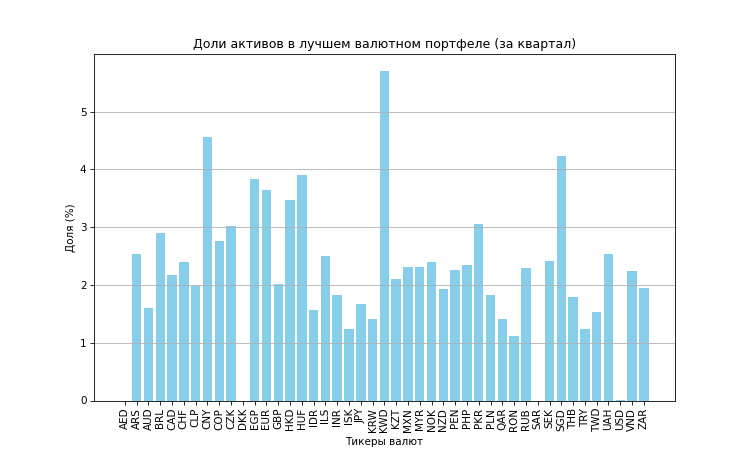 Доли активов в лучшем валютном портфеле (за квартал)
Доля (%)
5
4
3
2
1
0
AED ARS AUD BRL CAD CHF CLP CNY COP CZK DKK EGP EUR GBP HKD HUF IDR ILS INR ISK JPY KRW KWD KZT MXN MYR NOK NZD PEN PHP PKR PLN QAR RON RUB SAR SEK SGD THB TRY TWD UAH USD VND ZAR
Тикеры валют